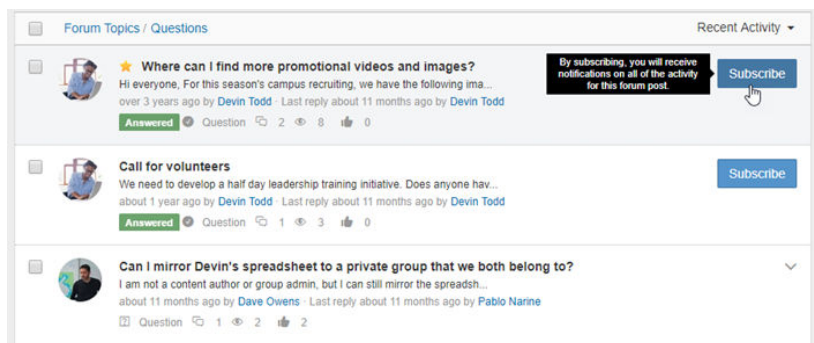 Forum Topics / Questions
Recent Activity
Where can I find more promotional videos and images?
Hi everyone, For this season's campus recruiting, we have the following ima...
over 3 years ago by Devin Todd · Last reply about 11 months ago by Devin Todd
Answered Question 2 8 0
By subscribing, you will receive
notifications on all of the activity
for this forum post.
Subscribe
Call for volunteers
We need to develop a half day leadership training initiative. Does anyone hav...
about 1 year ago by Devin Todd · Last reply about 11 months ago by Devin Todd
Answered Question 1 3 0
Subscribe
Can I mirror Devin's spreadsheet to a private group that we both belong to?
I am not a content author or group admin, but I can still mirror the spreadsh...
about 11 months ago by Dave Owens · Last reply about 11 months ago by Pablo Narine
Question 1 2 2